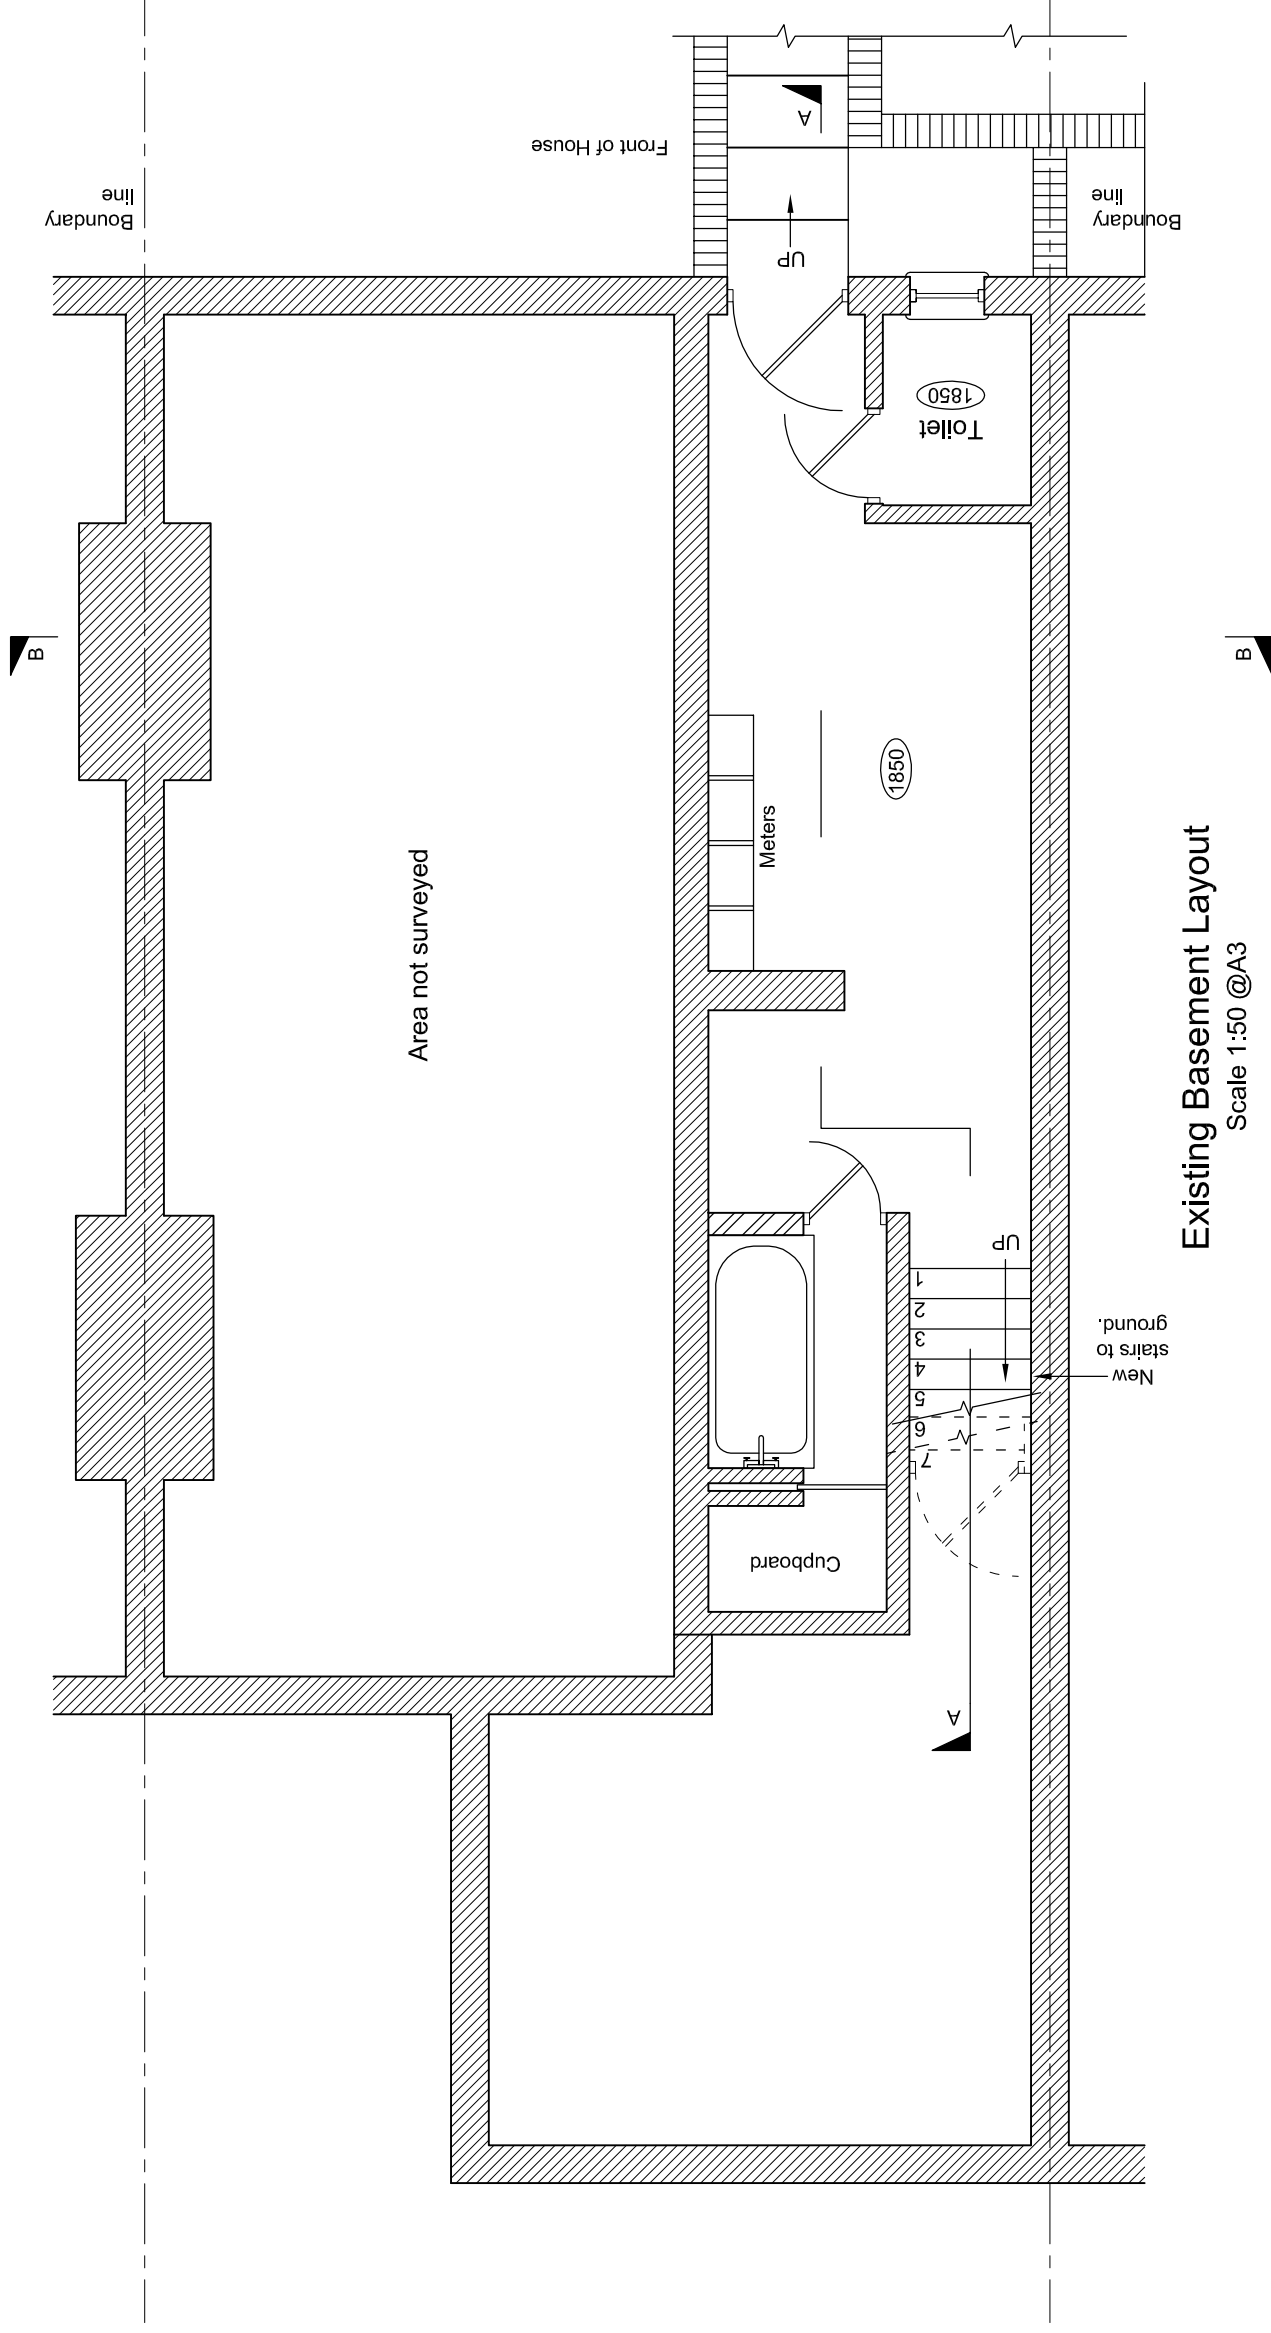 Boundary
line
Front of House
A
UP
Boundary
line
B
B
Toilet
1850
1850
Meters
Area not surveyed
UP
1
2
3
4
5
6
7
New
stairs to
ground.
Cupboard
A
Existing Basement Layout
Scale 1:50 @A3